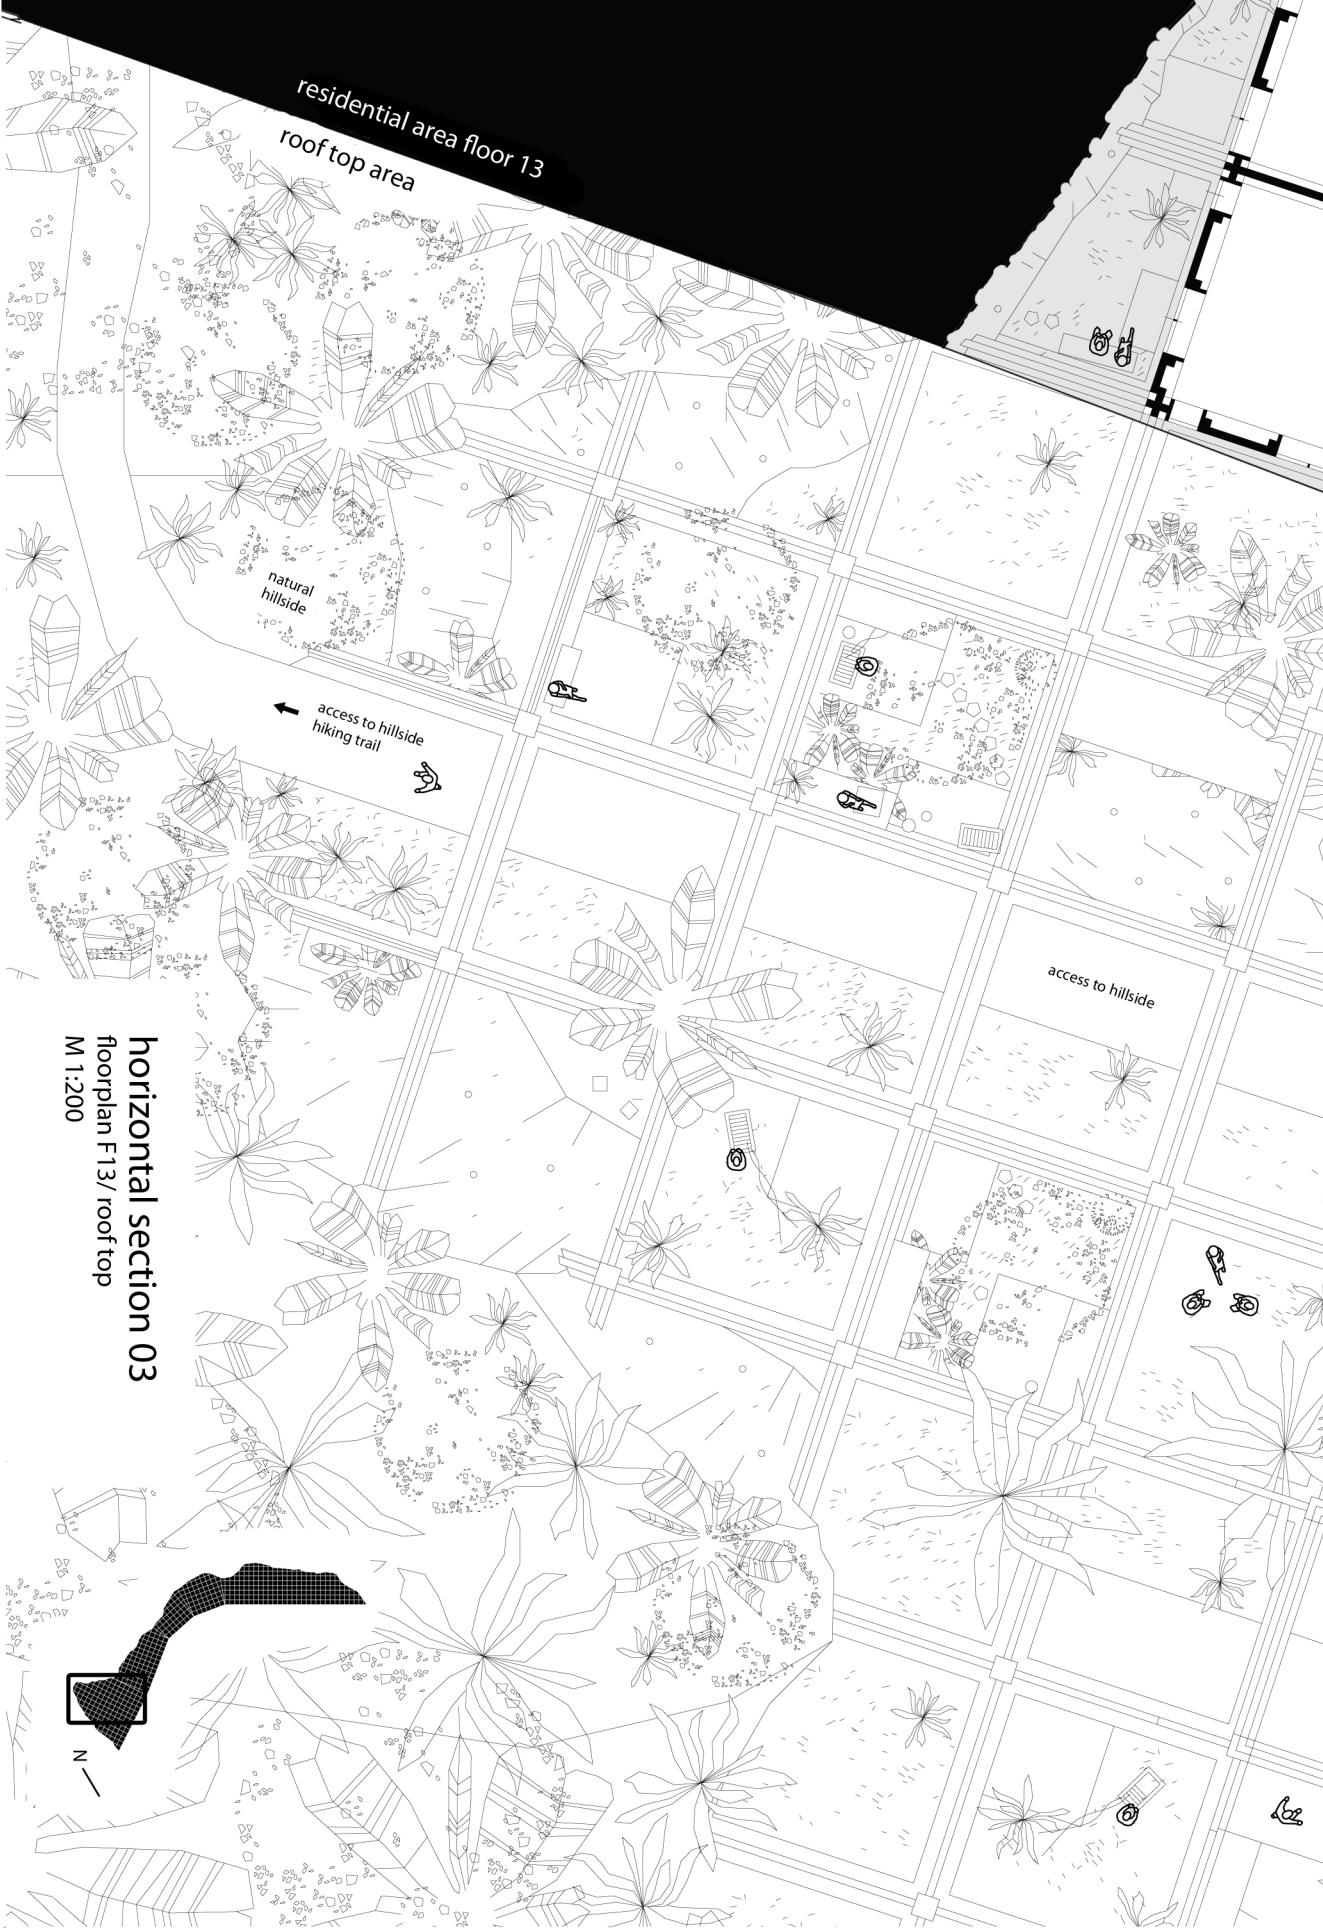 residential area floor 13
roof top area
natural
hillside
access to hillside
hiking trail
access to hillside
horizontal section 03
floorplan F13/ roof top
M 1:200
N